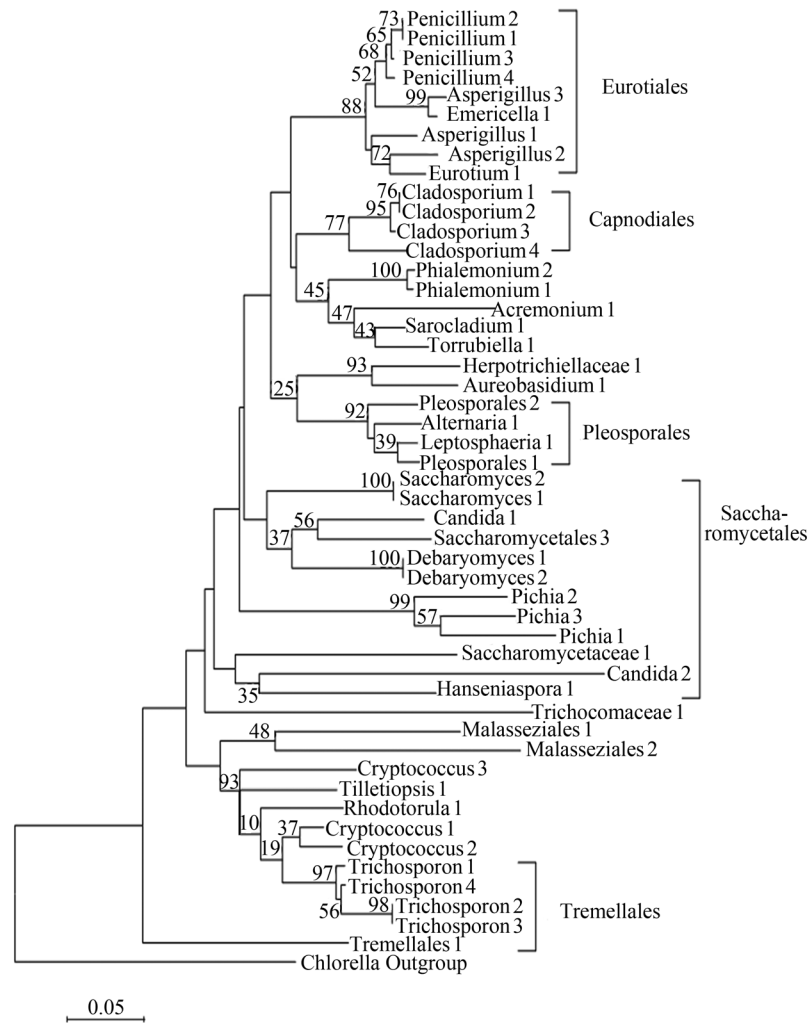 73
Penicillium 2
65
Penicillium 1
68
Penicillium 3
52
Penicillium 4
99
Asperigillus 3
88
Emericella 1
Asperigillus 1
72
Asperigillus 2
Eurotium 1
Eurotiales
76
Cladosporium 1
95
Cladosporium 2
77
Cladosporium 3
Cladosporium 4
Capnodiales
100
Phialemonium 2
45
Phialemonium 1
47
Acremonium 1
43
Sarocladium 1
Torrubiella 1
93
Herpotrichiellaceae 1
25
Aureobasidium 1
92
Pleosporales 2
Alternaria 1
39
Leptosphaeria 1
Pleosporales 1
Pleosporales
100
Saccharomyces 2
Saccharomyces 1
56
Candida 1
37
Saccharomycetales 3
100
Debaryomyces 1
Debaryomyces 2
99
Pichia 2
57
Pichia 3
Pichia 1
Saccharomycetaceae 1
Candida 2
35
Hanseniaspora 1
Saccha-
romycetales
Trichocomaceae 1
48
Malasseziales 1
Malasseziales 2
93
Cryptococcus 3
Tilletiopsis 1
10
Rhodotorula 1
37
Cryptococcus 1
19
Cryptococcus 2
97
Trichosporon 1
Trichosporon 4
56
98
Trichosporon 2
Trichosporon 3
Tremellales 1
Tremellales
Chlorella Outgroup
0.05